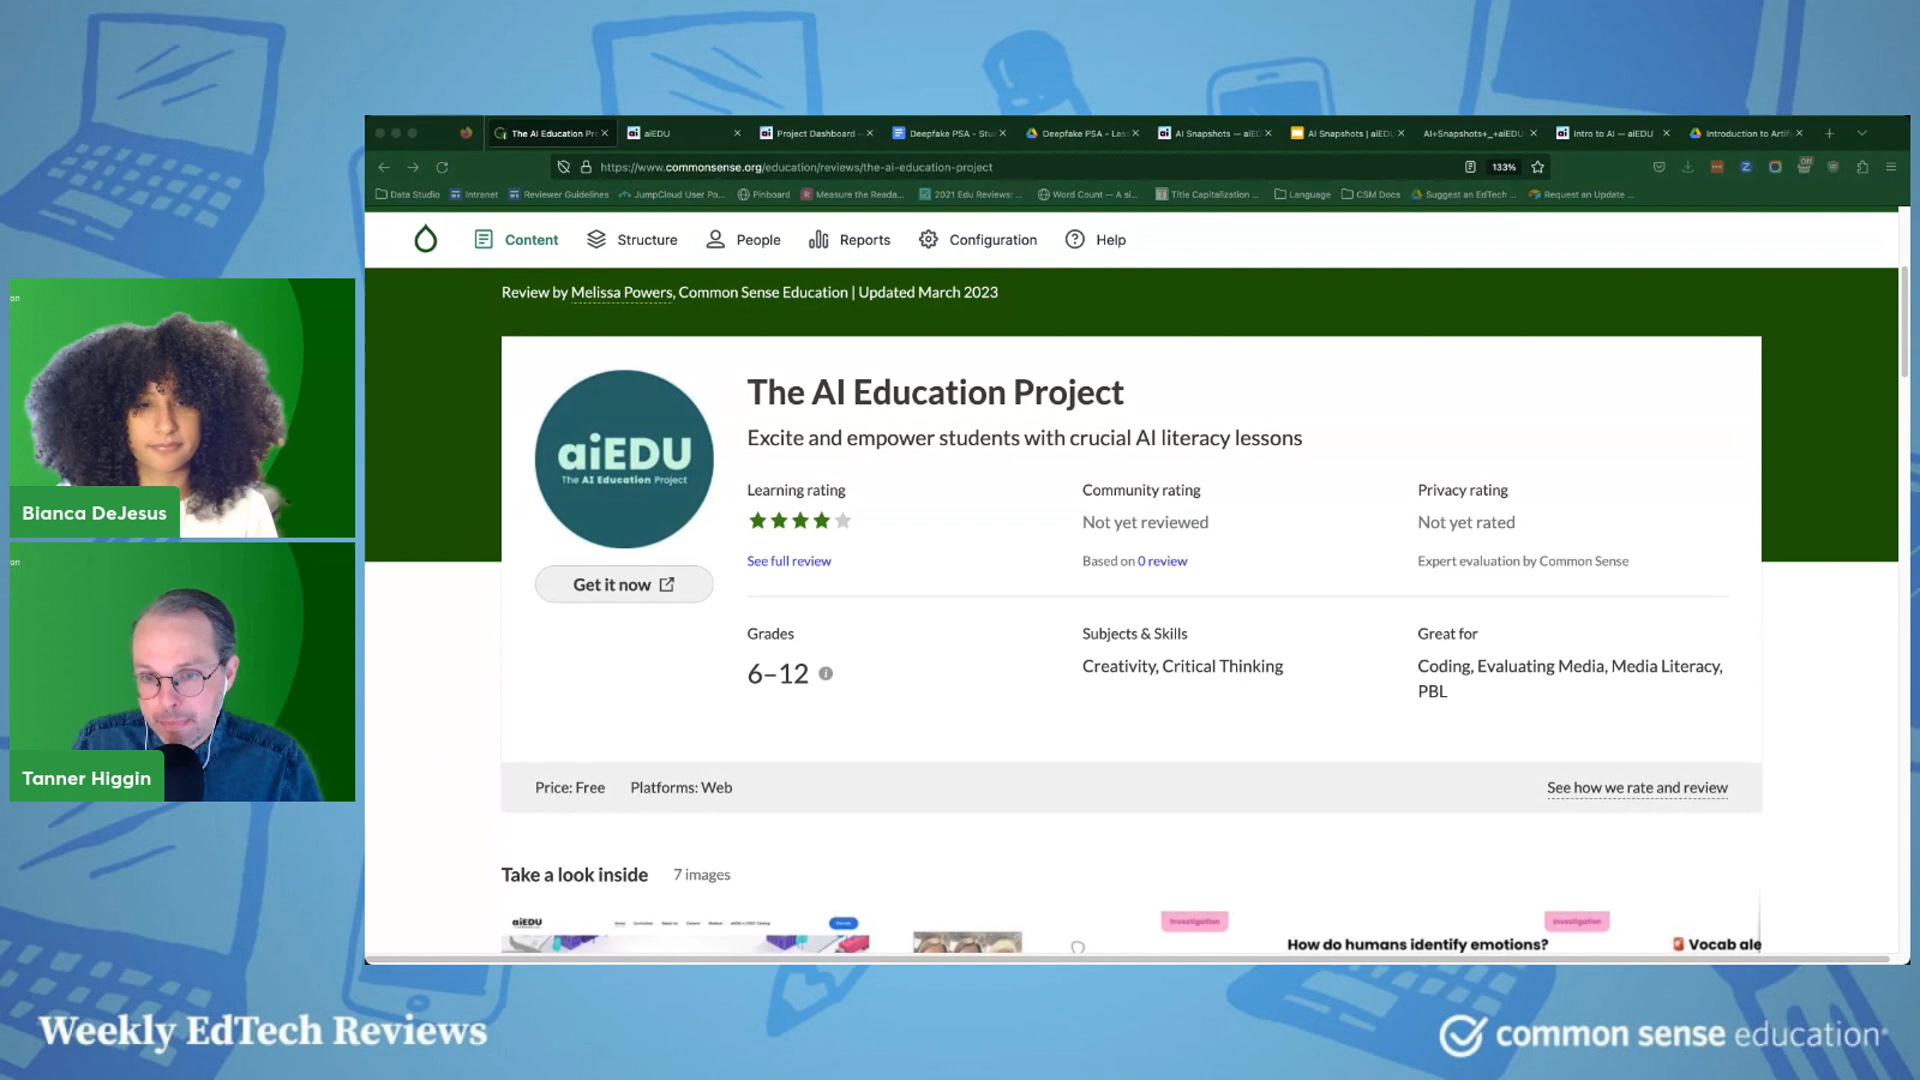 The AI Education Pr
aiEDU
Project Dashboard
Deepfake PSA - Stu
Deepfake PSA - Les
AI Snapshots — aiED
AI Snapshots | aiEDU
AI+Snapshots+_+aiEDU
Intro to AI — aiEDU
Introduction to Artifi
https://www.commonsense.org/education/reviews/the-ai-education-project
133%
Off
Data Studio
Intranet
Reviewer Guidelines
JumpCloud User Po...
Pinboard
Measure the Reada...
2021 Edu Reviews: ...
Word Count — A si...
Title Capitalization ...
Language
CSM Docs
Suggest an EdTech ...
Request an Update ...
Content
Structure
People
Reports
Configuration
Help
Review by Melissa Powers, Common Sense Education | Updated March 2023
on
Bianca DeJesus
on
Tanner Higgin
aiEDU
The AI Education Project
Get it now
The AI Education Project
Excite and empower students with crucial AI literacy lessons
Learning rating
See full review
Community rating
Not yet reviewed
Based on 0 review
Privacy rating
Not yet rated
Expert evaluation by Common Sense
Grades
6–12
Subjects & Skills
Creativity, Critical Thinking
Great for
Coding, Evaluating Media, Media Literacy,
PBL
Price: Free
Platforms: Web
See how we rate and review
Take a look inside
7 images
aiEDU
Investigation
How do humans identify emotions?
Investigation
Vocab ale
Weekly EdTech Reviews
common sense education